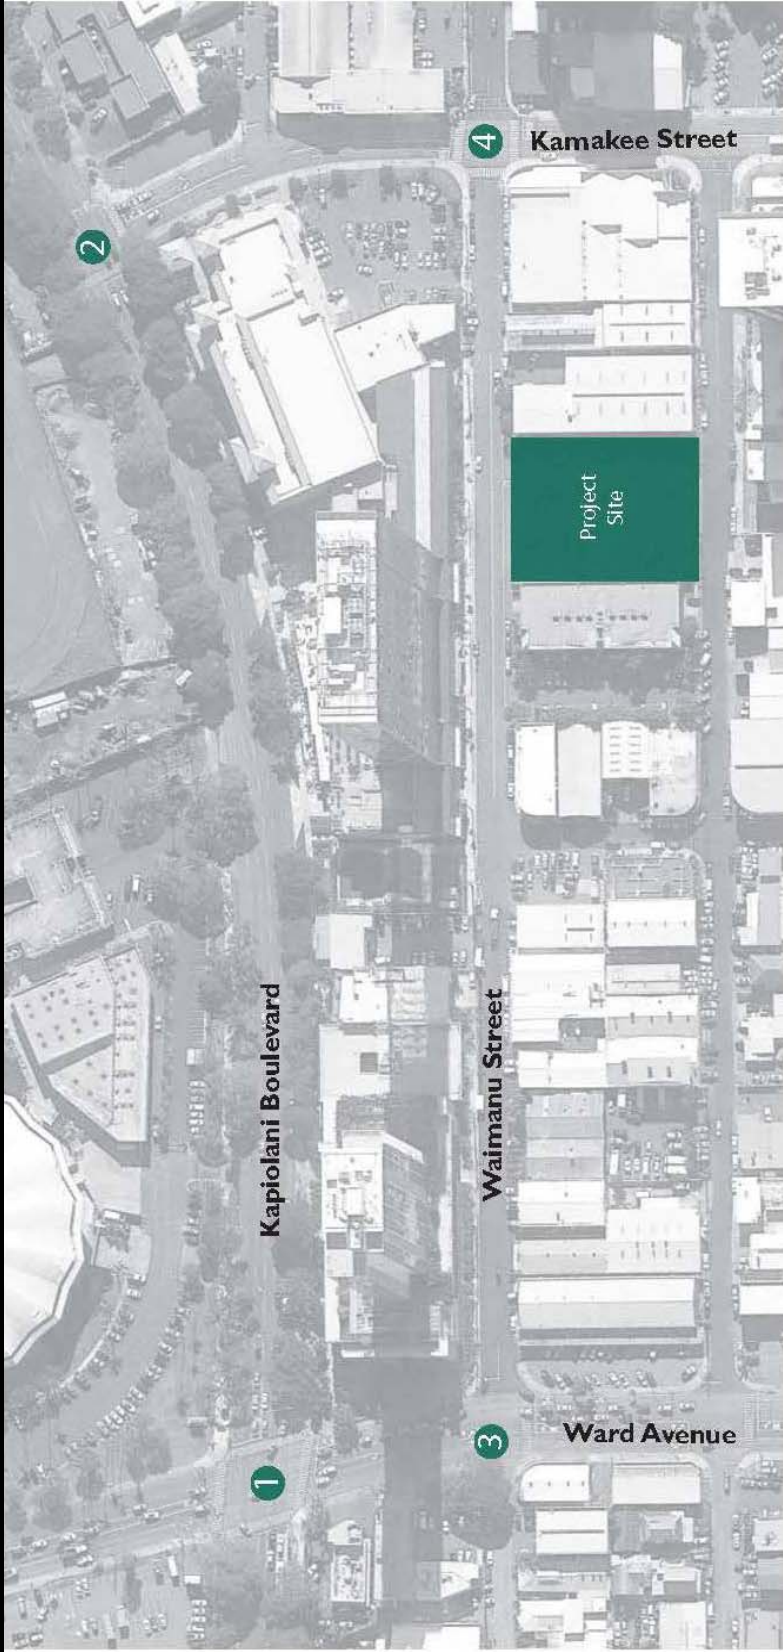 2
4
Kamakee Street
Project
Site
Kapiolani Boulevard
Waimanu Street
1
3
Ward Avenue